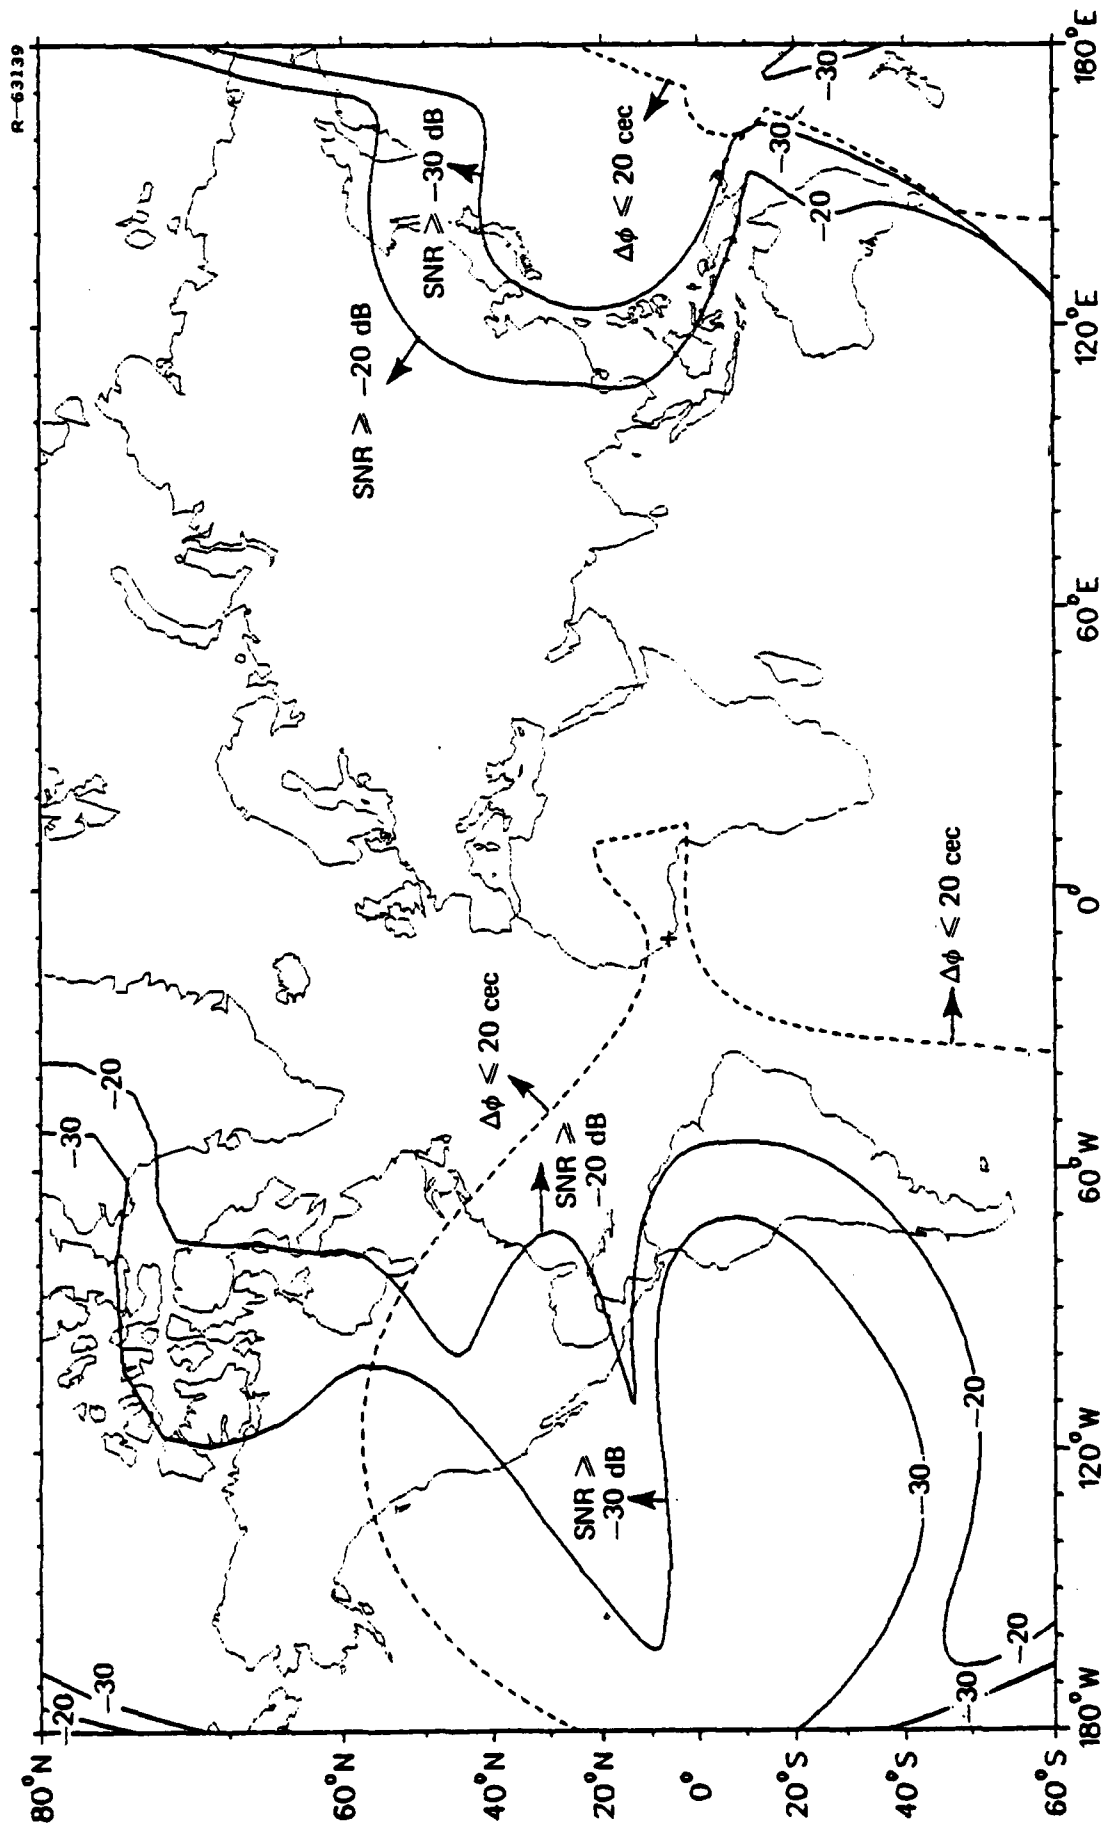 R-63139
80°N
60°N
40°N
20°N
0°
20°S
40°S
60°S
180°W
120°W
60°W
0°
60°E
120°E
180°E
-20
-30
-30
-20
SNR ⩾ -20 dB
SNR ⩾ -30 dB
Δφ ⩽ 20 cec
Δφ ⩽ 20 cec
SNR ⩾
-20 dB
SNR ⩾
-30 dB
Δφ ⩽ 20 cec
-30
-30
-20
-30
-20
-20
-30